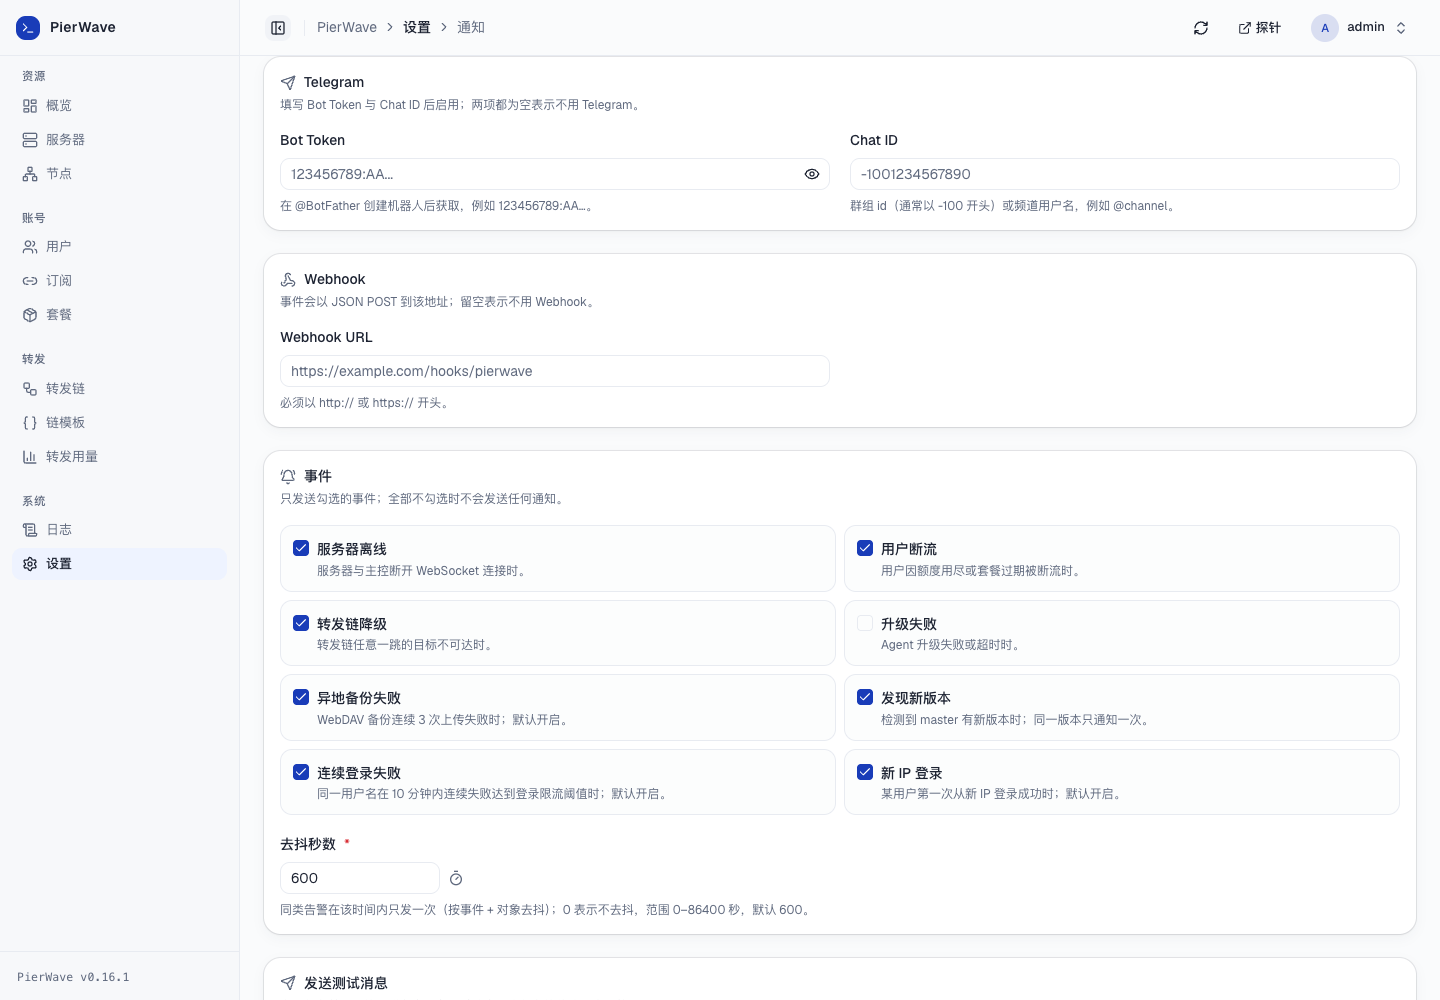 PierWave
PierWave > 设置 > 通知
探针
A
admin
资源
概览
服务器
节点
账号
用户
订阅
套餐
转发
转发链
链模板
转发用量
系统
日志
设置
PierWave v0.16.1
Telegram
填写 Bot Token 与 Chat ID 后启用；两项都为空表示不用 Telegram。
Bot Token
123456789:AA...
在 @BotFather 创建机器人后获取，例如 123456789:AA...。
Chat ID
-1001234567890
群组 id（通常以 -100 开头）或频道用户名，例如 @channel。
Webhook
事件会以 JSON POST 到该地址；留空表示不用 Webhook。
Webhook URL
https://example.com/hooks/pierwave
必须以 http:// 或 https:// 开头。
事件
只发送勾选的事件；全部不勾选时不会发送任何通知。
服务器离线
服务器与主控断开 WebSocket 连接时。
用户断流
用户因额度用尽或套餐过期被断流时。
转发链降级
转发链任意一跳的目标不可达时。
升级失败
Agent 升级失败或超时时。
异地备份失败
WebDAV 备份连续 3 次上传失败时；默认开启。
发现新版本
检测到 master 有新版本时；同一版本只通知一次。
连续登录失败
同一用户名在 10 分钟内连续失败达到登录限流阈值时；默认开启。
新 IP 登录
某用户第一次从新 IP 登录成功时；默认开启。
去抖秒数 *
600
同类告警在该时间内只发一次（按事件 + 对象去抖）；0 表示不去抖，范围 0–86400 秒，默认 600。
发送测试消息